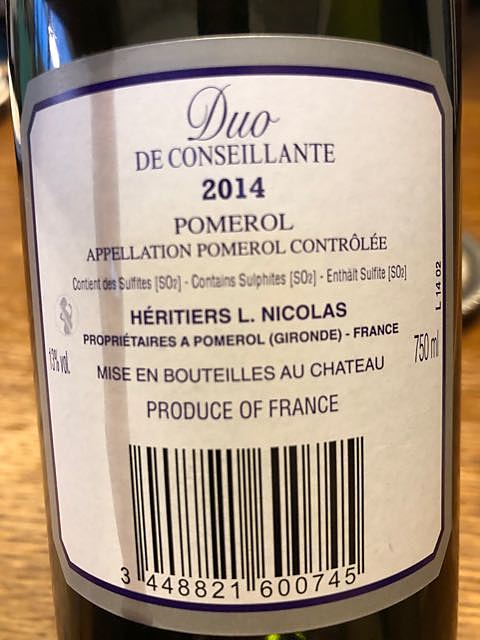 Duo
DE CONSEILLANTE
2014
POMEROL
APPELLATION POMEROL CONTRÔLÉE
Contient des Sulfites [SO2] - Contains Sulphites [SO2] - Enthält Sulfite [SO2]
L 14 02
HÉRITIERS L. NICOLAS
PROPRIÉTAIRES A POMEROL (GIRONDE) - FRANCE
13% vol.
750 ml
MISE EN BOUTEILLES AU CHATEAU
PRODUCE OF FRANCE
3 448821 600745